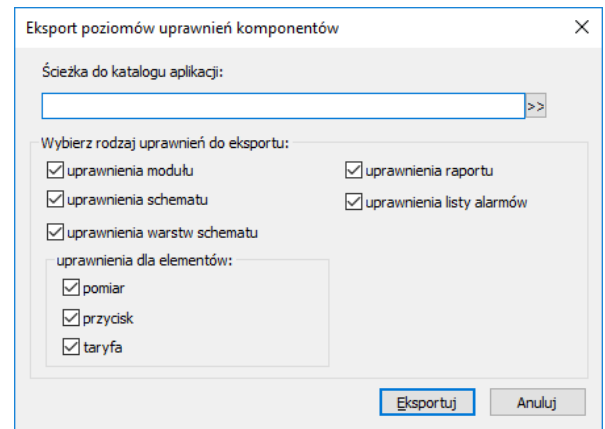 Eksport poziomów uprawnień komponentów
Ścieżka do katalogu aplikacji:
>>
Wybierz rodzaj uprawnień do eksportu:
uprawnienia modułu
uprawnienia raportu
uprawnienia schematu
uprawnienia listy alarmów
uprawnienia warstw schematu
uprawnienia dla elementów:
pomiar
przycisk
taryfa
Eksportuj
Anuluj